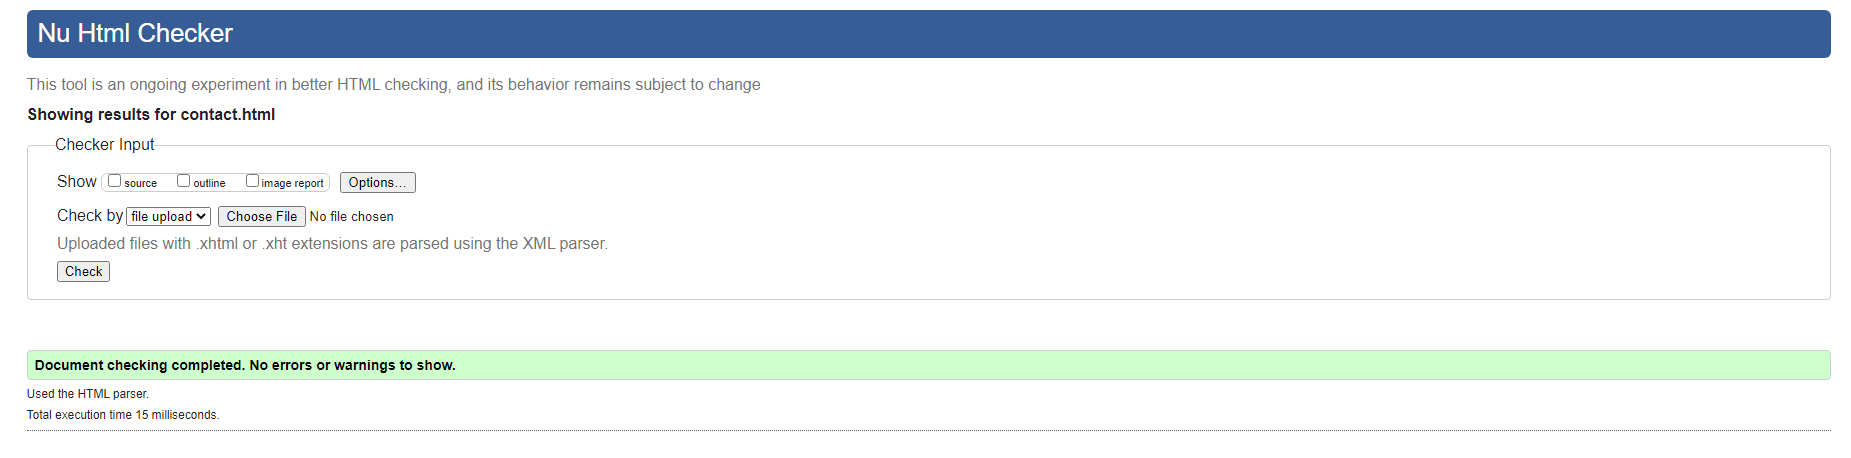 Nu Html Checker
This tool is an ongoing experiment in better HTML checking, and its behavior remains subject to change
Showing results for contact.html
Checker Input
Show source outline image report Options...
Check by file upload Choose File No file chosen
Uploaded files with .xhtml or .xht extensions are parsed using the XML parser.
Check
Document checking completed. No errors or warnings to show.
Used the HTML parser.
Total execution time 15 milliseconds.